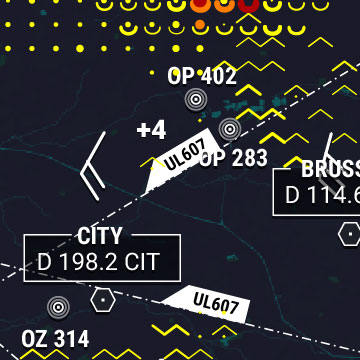 OP 402
+4
UL607
OP 283
BRUSS
D 114.6
CITY
D 198.2 CIT
UL607
OZ 314